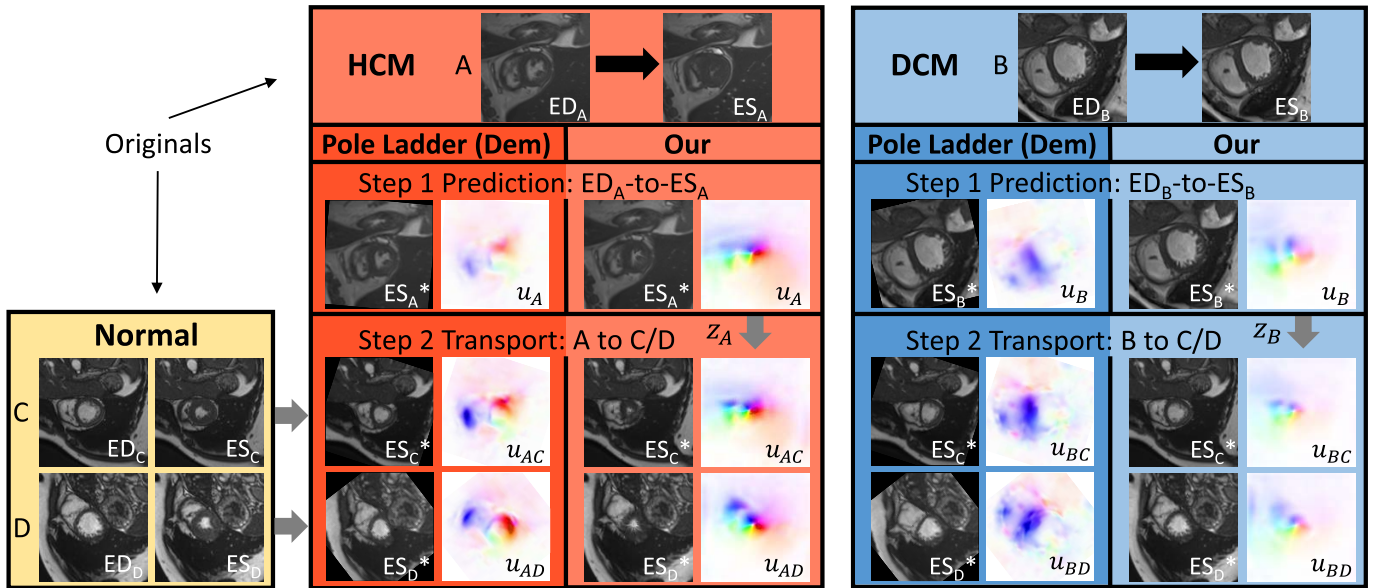 Originals
HCM A ED_A ES_A
Pole Ladder (Dem) Our
Step 1 Prediction: ED_A-to-ES_A
ES_A* u_A ES_A* u_A
Step 2 Transport: A to C/D z_A
ES_C* u_AC ES_C* u_AC
ES_D* u_AD ES_D* u_AD
DCM B ED_B ES_B
Pole Ladder (Dem) Our
Step 1 Prediction: ED_B-to-ES_B
ES_B* u_B ES_B* u_B
Step 2 Transport: B to C/D z_B
ES_C* u_BC ES_C* u_BC
ES_D* u_BD ES_D* u_BD
Normal
C ED_C ES_C
D ED_D ES_D